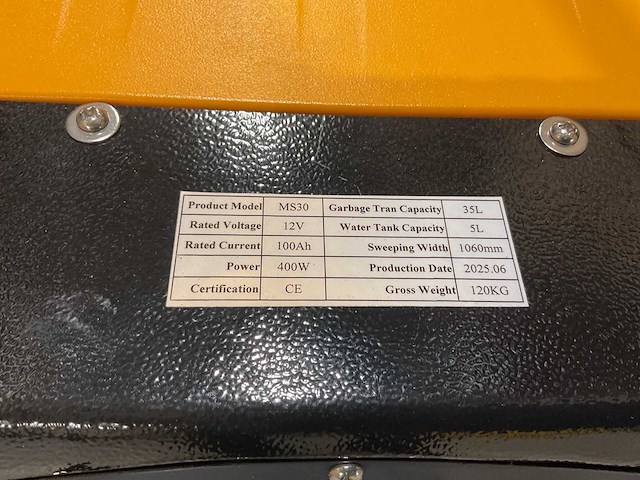 Product Model MS30 Garbage Tran Capacity 35L
Rated Voltage 12V Water Tank Capacity 5L
Rated Current 100Ah Sweeping Width 1060mm
Power 400W Production Date 2025.06
Certification CE Gross Weight 120KG